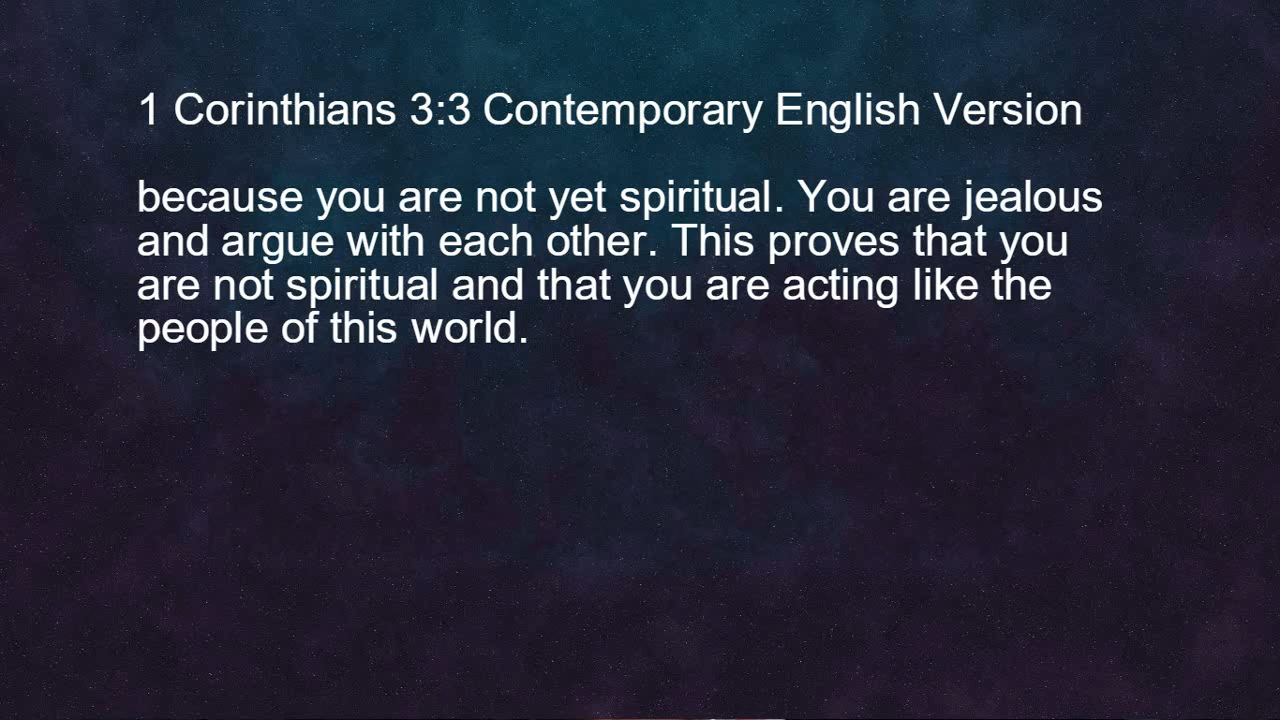 1 Corinthians 3:3 Contemporary English Version
because you are not yet spiritual. You are jealous
and argue with each other. This proves that you
are not spiritual and that you are acting like the
people of this world.